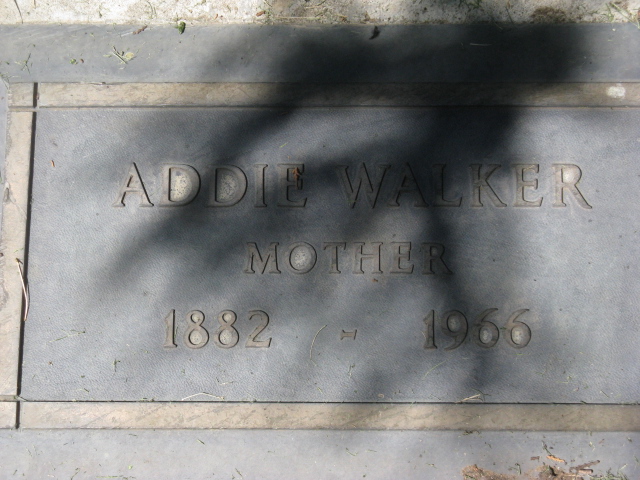 ADDIE WALKER
MOTHER
1882 - 1966